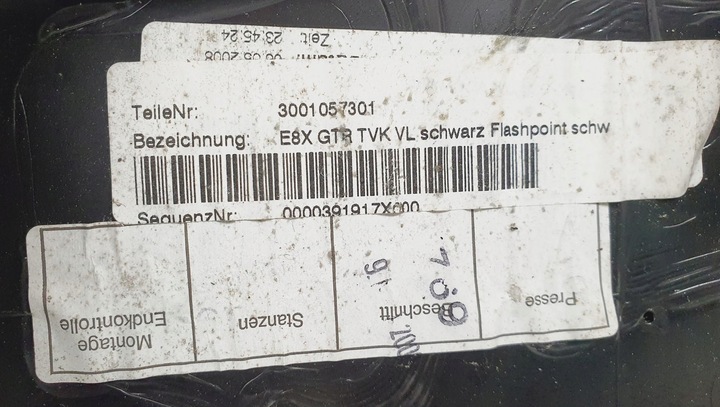 Zeit: 23:45:24
TeileNr: 3001057301
Bezeichnung: E8X GTR TVK VL schwarz Flashpoint schw
SequenzNr: 0000391917X600
Presse
Beschnitt
Stanzen
Montage
Endkontrolle